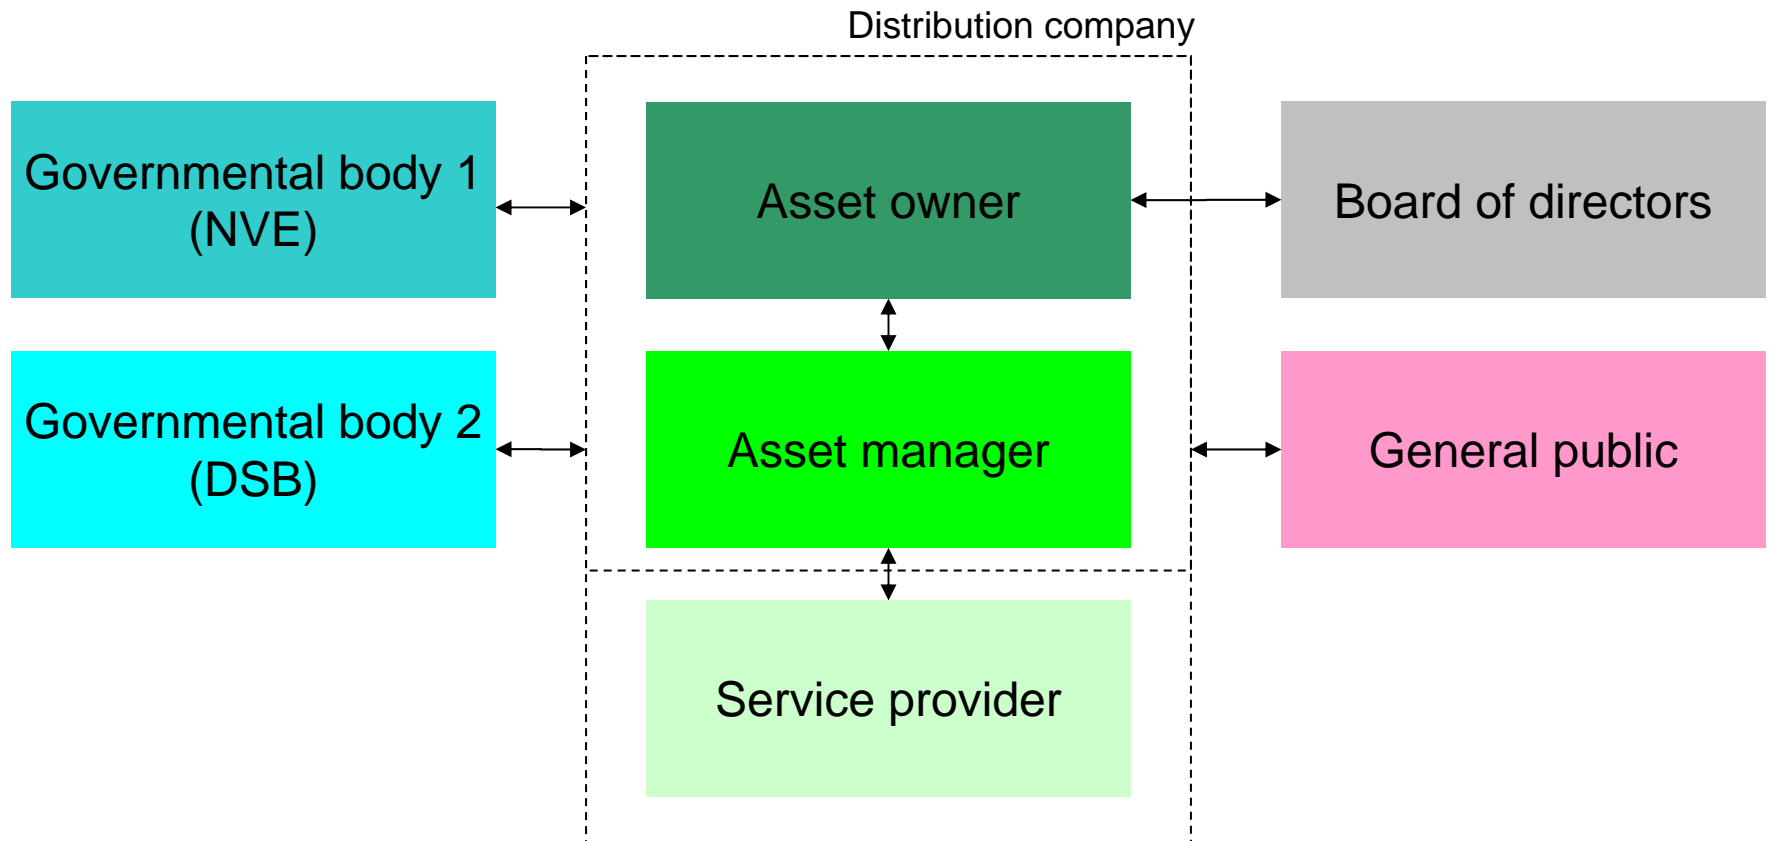 Distribution company
Governmental body 1
(NVE)
Asset owner
Board of directors
Governmental body 2
(DSB)
Asset manager
General public
Service provider